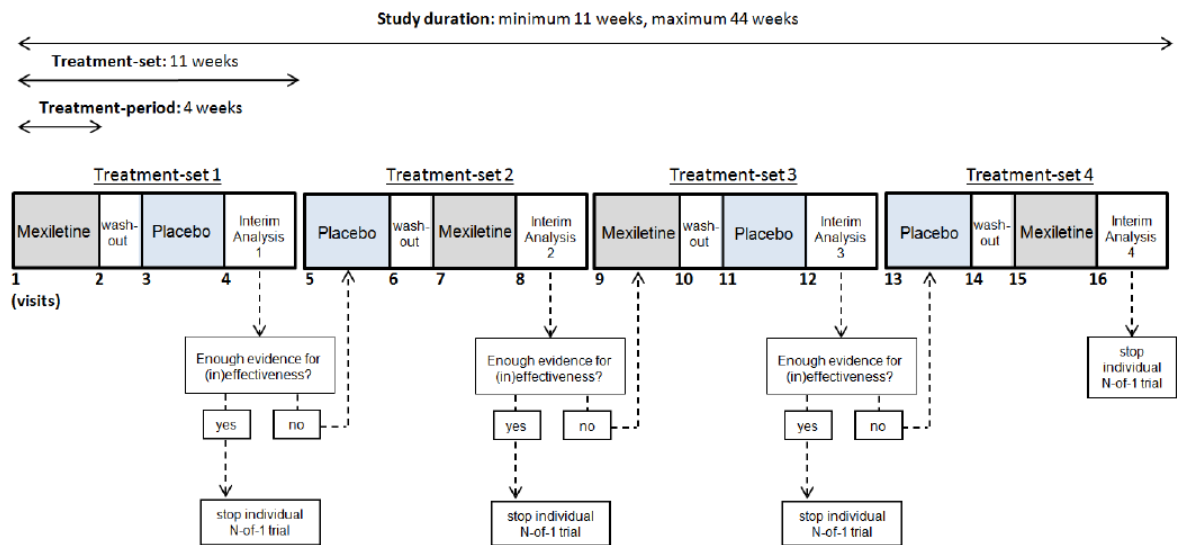 Study duration: minimum 11 weeks, maximum 44 weeks
Treatment-set: 11 weeks
Treatment-period: 4 weeks
Treatment-set 1
Treatment-set 2
Treatment-set 3
Treatment-set 4
Mexiletine
wash-
out
Placebo
Interim
Analysis
1
Placebo
wash-
out
Mexiletine
Interim
Analysis
2
Mexiletine
wash-
out
Placebo
Interim
Analysis
3
Placebo
wash-
out
Mexiletine
Interim
Analysis
4
1 2 3 4 5 6 7 8 9 10 11 12 13 14 15 16
(visits)
Enough evidence for
(in)effectiveness?
Enough evidence for
(in)effectiveness?
Enough evidence for
(in)effectiveness?
stop
individual
N-of-1 trial
yes
no
yes
no
yes
no
stop individual
N-of-1 trial
stop individual
N-of-1 trial
stop individual
N-of-1 trial